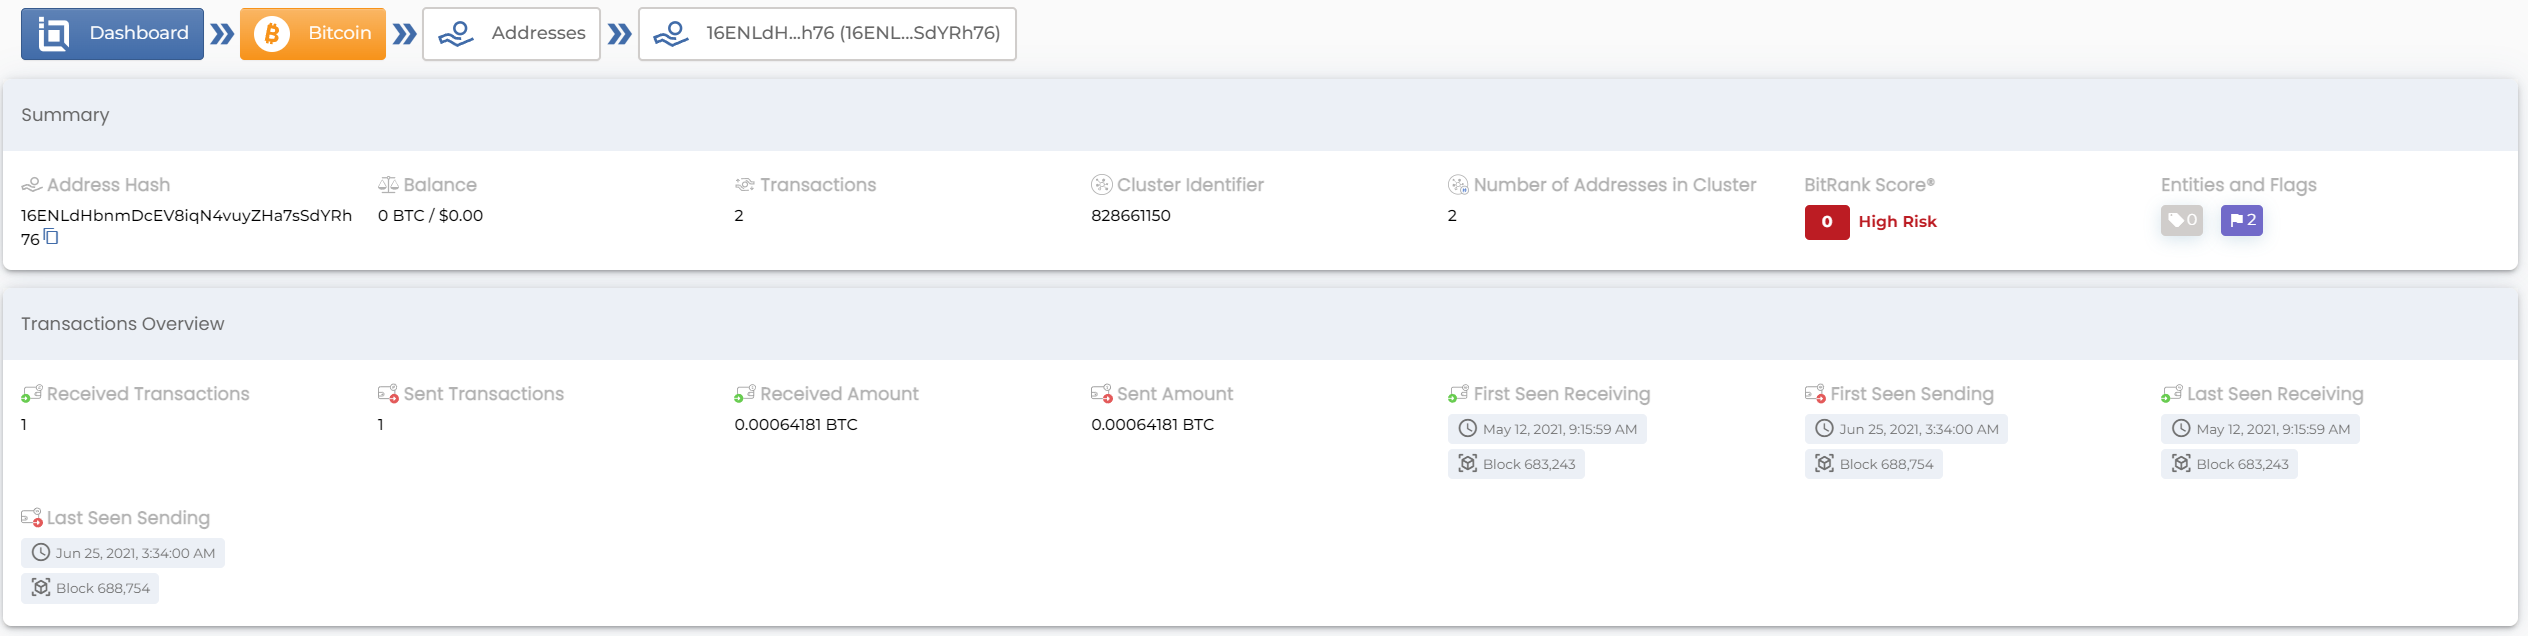 Dashboard Bitcoin Addresses 16ENLdH...h76 (16ENL...SdYRh76)
Summary
Address Hash Balance Transactions Cluster Identifier Number of Addresses in Cluster BitRank Score® Entities and Flags
16ENLdHbnmDcEV8iqN4vuyZHa7sSdYRh 0 BTC / $0.00 2 828661150 2 0 High Risk 0 2
76
Transactions Overview
Received Transactions Sent Transactions Received Amount Sent Amount First Seen Receiving First Seen Sending Last Seen Receiving
1 1 0.00064181 BTC 0.00064181 BTC May 12, 2021, 9:15:59 AM Jun 25, 2021, 3:34:00 AM May 12, 2021, 9:15:59 AM
Block 683,243 Block 688,754 Block 683,243
Last Seen Sending
Jun 25, 2021, 3:34:00 AM
Block 688,754